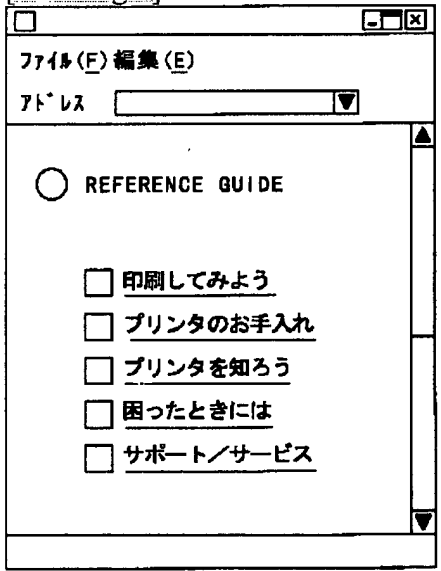 ファイル(F) 編集(E)
アドレス
REFERENCE GUIDE
印刷してみよう
プリンタのお手入れ
プリンタを知ろう
困ったときには
サポート／サービス